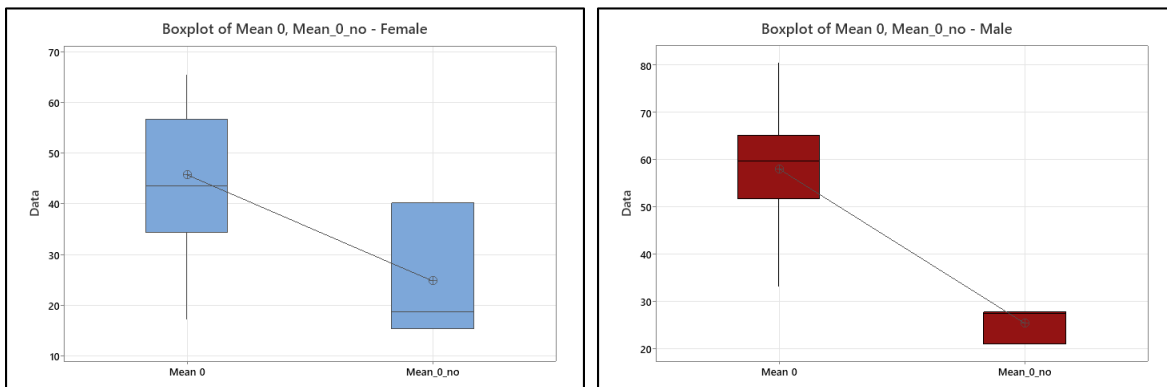 Boxplot of Mean 0, Mean_0_no - Female
70
60
50
40
30
20
10
Data
Mean 0
Mean_0_no
Boxplot of Mean 0, Mean_0_no - Male
80
70
60
50
40
30
20
Data
Mean 0
Mean_0_no